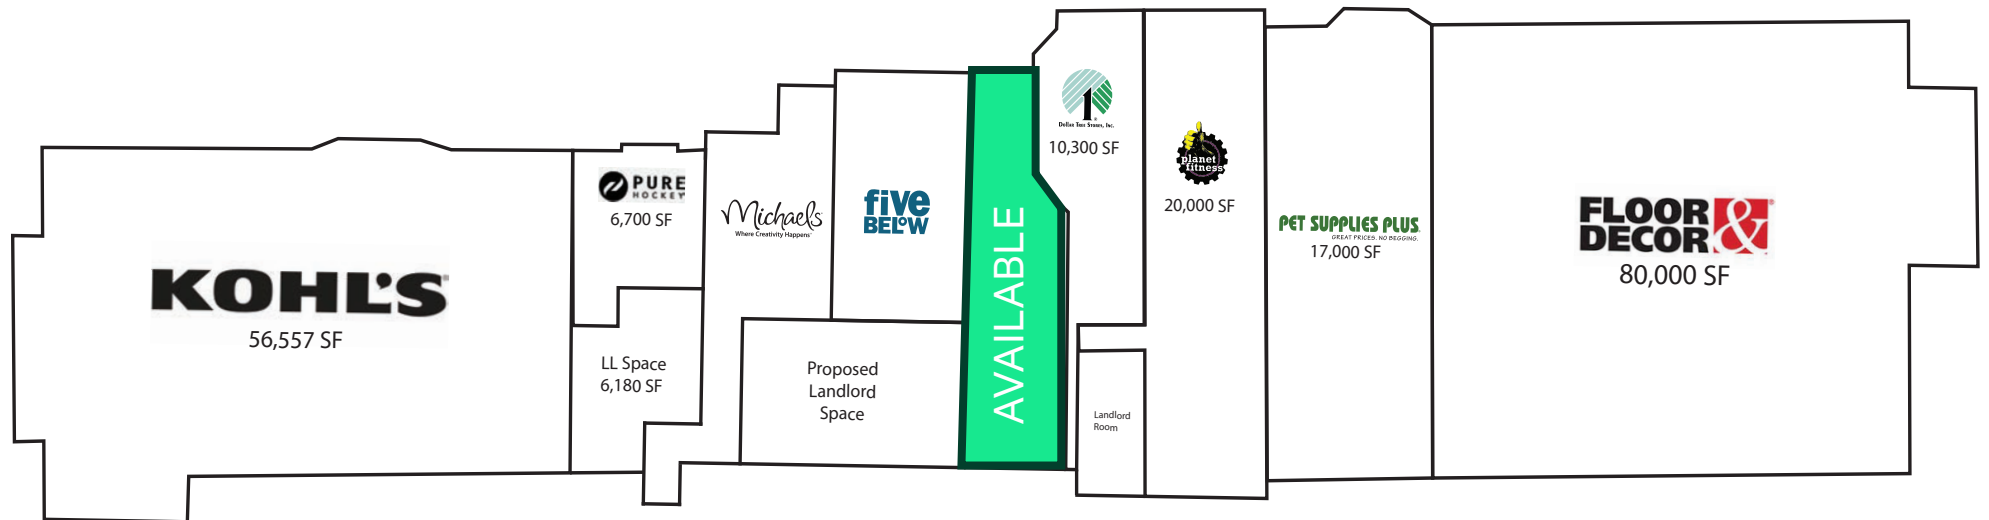 KOHL'S
56,557 SF
PURE
HOCKEY
6,700 SF
LL Space
6,180 SF
Michaels
Where Creativity Happens
five
BELOW
Proposed
Landlord
Space
AVAILABLE
Dollar Tree Stores, Inc.
10,300 SF
Landlord
Room
planet
fitness
20,000 SF
PET SUPPLIES PLUS
GREAT PRICES. NO BEGGING.
17,000 SF
FLOOR &
DECOR
80,000 SF